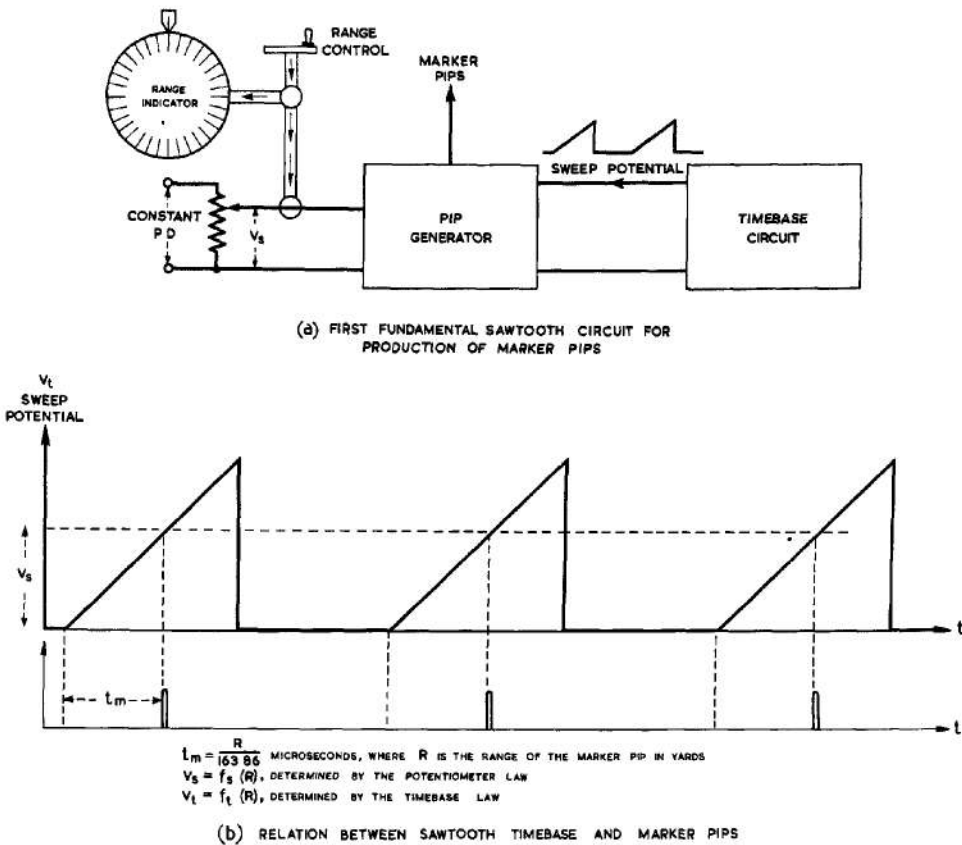 RANGE
CONTROL
RANGE
INDICATOR
MARKER
PIPS
SWEEP POTENTIAL
CONSTANT
P D
Vs
PIP
GENERATOR
TIMEBASE
CIRCUIT
(a) FIRST FUNDAMENTAL SAWTOOTH CIRCUIT FOR
PRODUCTION OF MARKER PIPS
Vt
SWEEP
POTENTIAL
Vs
t
tm
t
tm = R/163 86 MICROSECONDS, WHERE R IS THE RANGE OF THE MARKER PIP IN YARDS
Vs = fs (R), DETERMINED BY THE POTENTIOMETER LAW
Vt = ft (R), DETERMINED BY THE TIMEBASE LAW
(b) RELATION BETWEEN SAWTOOTH TIMEBASE AND MARKER PIPS